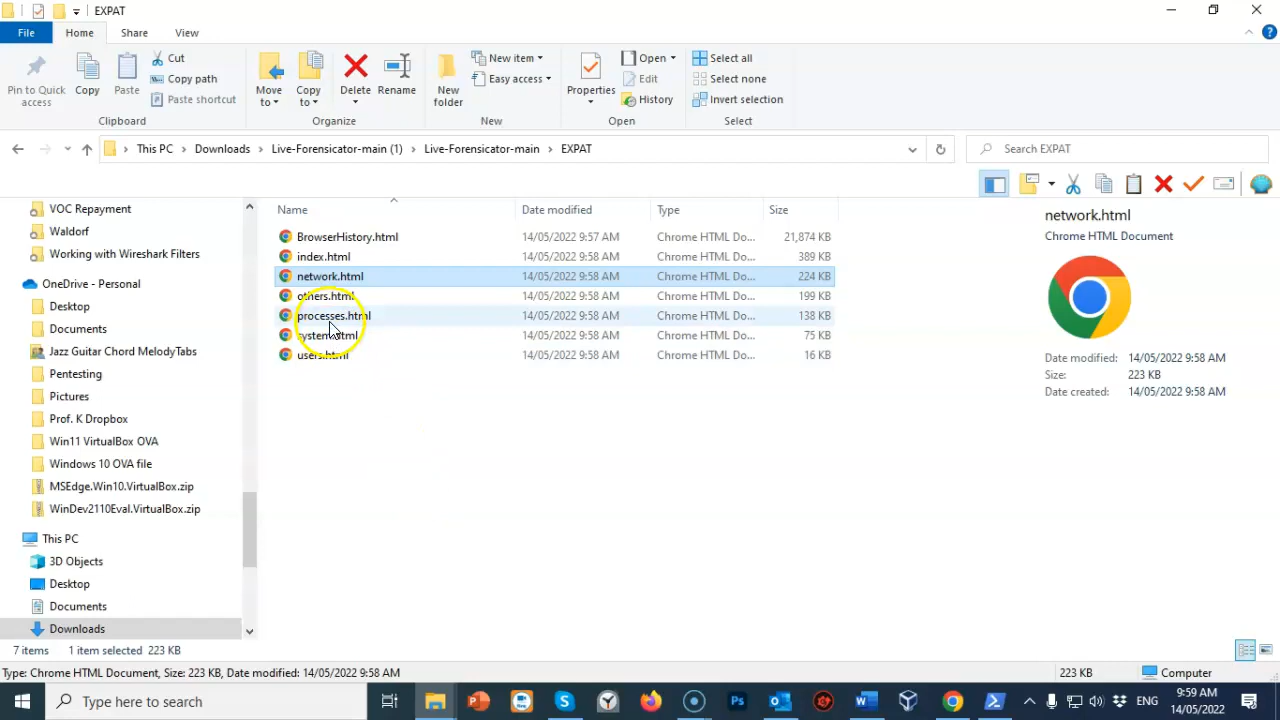 EXPAT
File Home Share View
Pin to Quick access
Copy
Paste
Cut
Copy path
Paste shortcut
Clipboard
Move to
Copy to
Delete
Rename
Organize
New folder
New item
Easy access
New
Properties
Open
Edit
History
Open
Select all
Select none
Invert selection
Select
This PC Downloads Live-Forensicator-main (1) Live-Forensicator-main EXPAT
Search EXPAT
VOC Repayment
Waldorf
Working with Wireshark Filters
OneDrive - Personal
Desktop
Documents
Jazz Guitar Chord MelodyTabs
Pentesting
Pictures
Prof. K Dropbox
Win11 VirtualBox OVA
Windows 10 OVA file
MSEdge.Win10.VirtualBox.zip
WinDev2110Eval.VirtualBox.zip
This PC
3D Objects
Desktop
Documents
Downloads
Name Date modified Type Size
BrowserHistory.html 14/05/2022 9:57 AM Chrome HTML Do... 21,874 KB
index.html 14/05/2022 9:58 AM Chrome HTML Do... 389 KB
network.html 14/05/2022 9:58 AM Chrome HTML Do... 224 KB
others.html 14/05/2022 9:58 AM Chrome HTML Do... 199 KB
processes.html 14/05/2022 9:58 AM Chrome HTML Do... 138 KB
system.html 14/05/2022 9:58 AM Chrome HTML Do... 75 KB
users.html 14/05/2022 9:58 AM Chrome HTML Do... 16 KB
network.html
Chrome HTML Document
Date modified: 14/05/2022 9:58 AM
Size: 223 KB
Date created: 14/05/2022 9:58 AM
7 items 1 item selected 223 KB
Type: Chrome HTML Document, Size: 223 KB, Date modified: 14/05/2022 9:58 AM 223 KB Computer
Type here to search
ENG
9:59 AM
14/05/2022